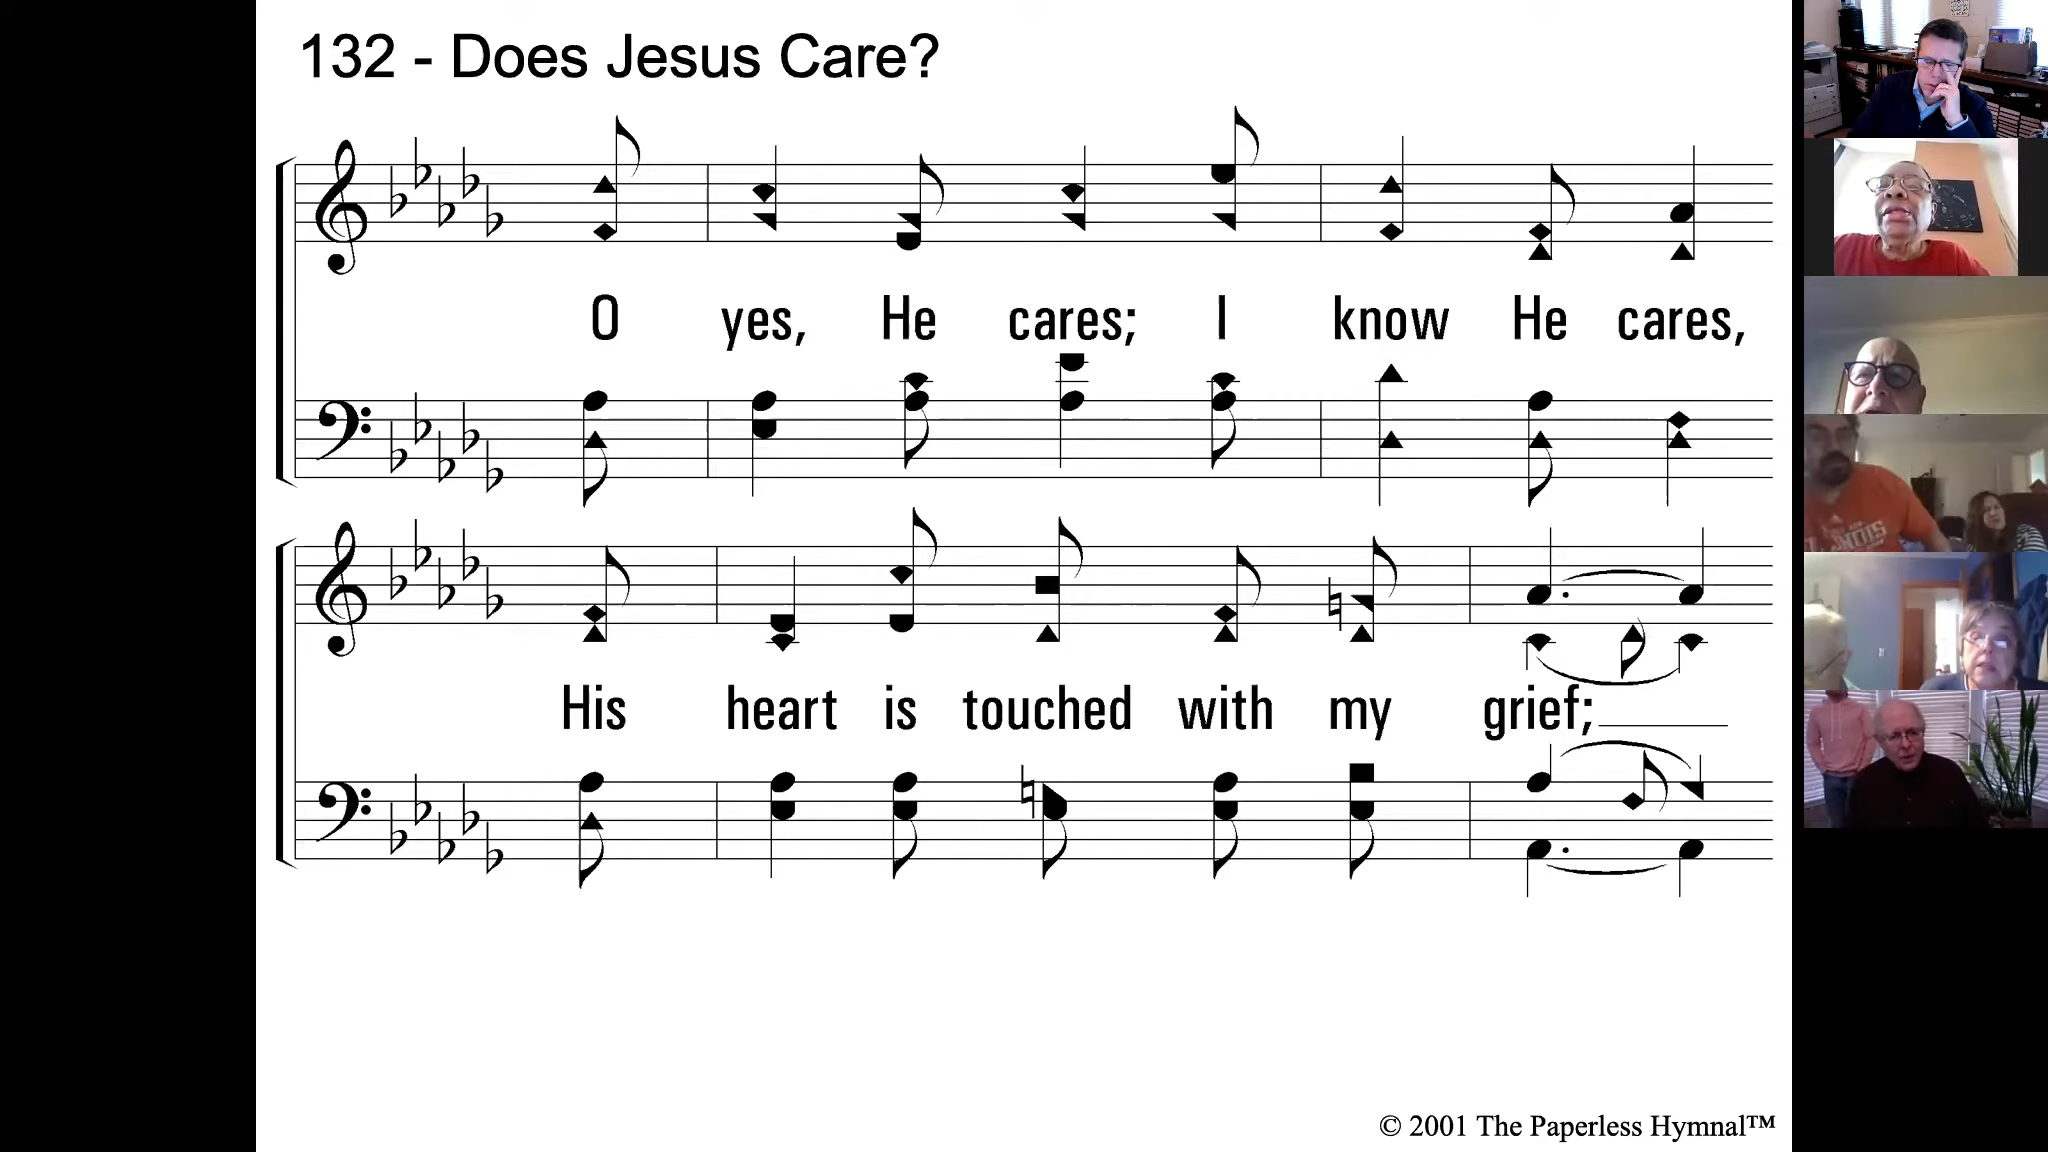 132 - Does Jesus Care?
O yes, He cares; I know He cares,
His heart is touched with my grief;
© 2001 The Paperless Hymnal™